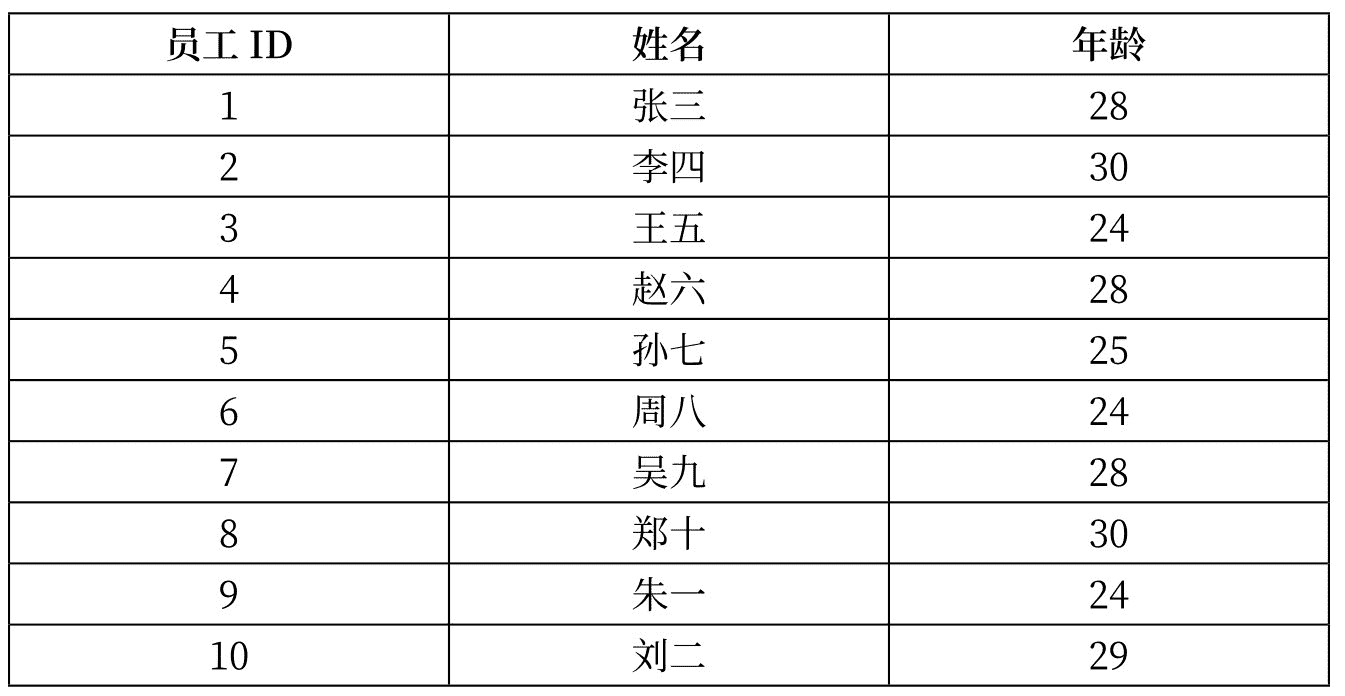 员工 ID 姓名 年龄
1 张三 28
2 李四 30
3 王五 24
4 赵六 28
5 孙七 25
6 周八 24
7 吴九 28
8 郑十 30
9 朱一 24
10 刘二 29